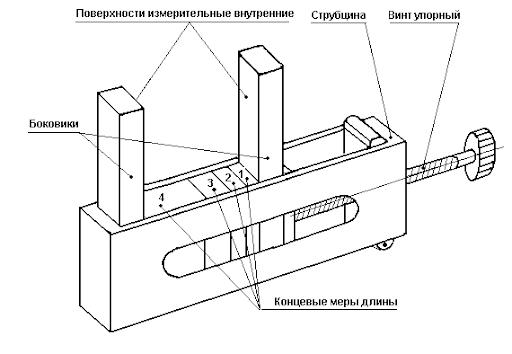 Поверхности измерительные внутренние
Струбцина
Винт упорный
Боковики
1
2
3
4
Концевые меры длины